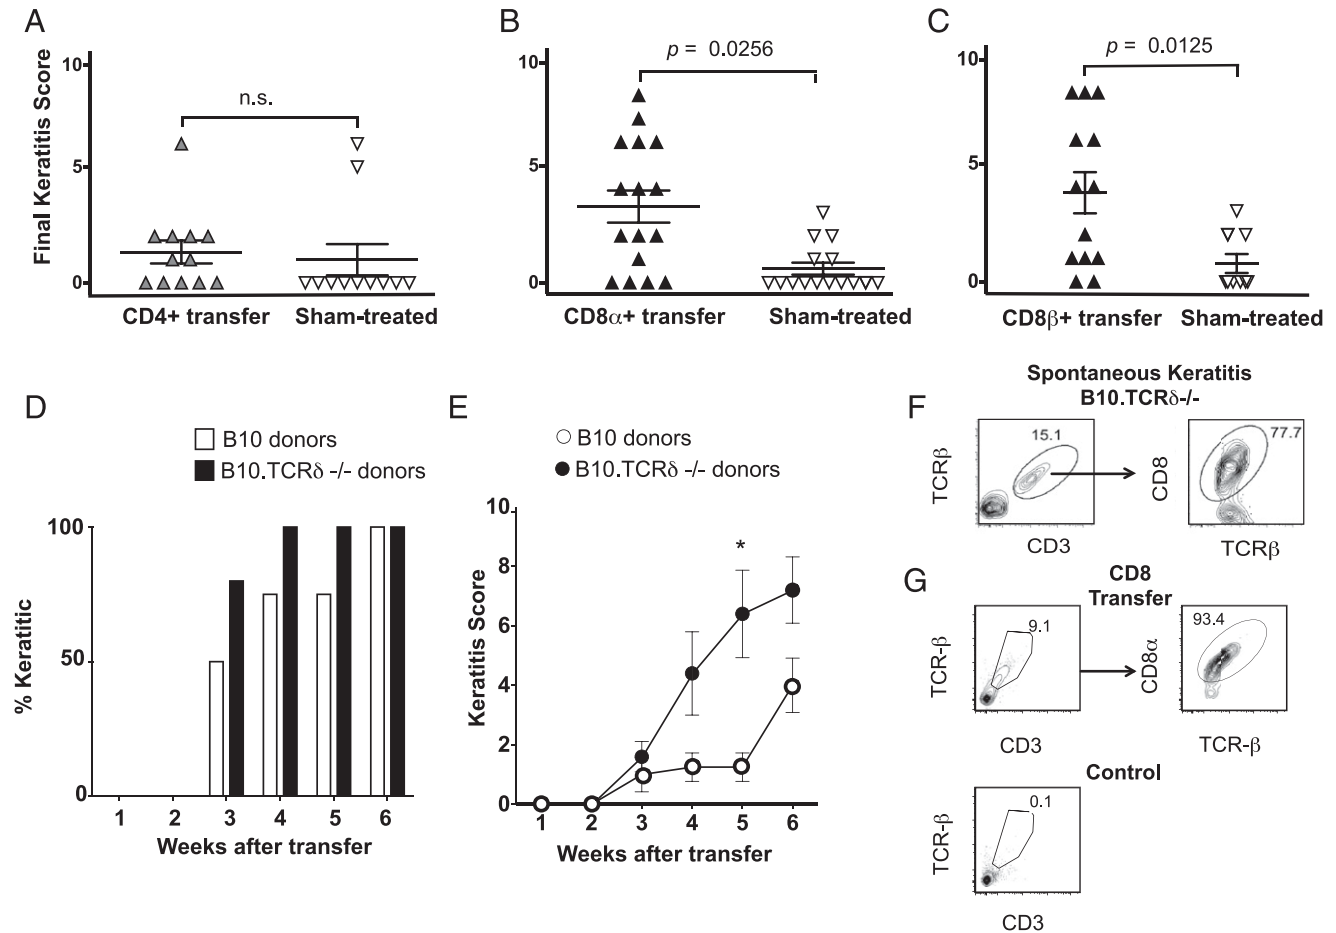 A
B
C
Final Keratitis Score
10
5
0
n.s.
CD4+ transfer
Sham-treated
10
5
0
p = 0.0256
CD8α+ transfer
Sham-treated
10
5
0
p = 0.0125
CD8β+ transfer
Sham-treated
D
B10 donors
B10.TCRδ -/- donors
% Keratitic
100
50
0
1 2 3 4 5 6
Weeks after transfer
E
B10 donors
B10.TCRδ -/- donors
Keratitis Score
10
8
6
4
2
0
*
1 2 3 4 5 6
Weeks after transfer
Spontaneous Keratitis
B10.TCRδ-/-
F
TCRβ
15.1
CD3
CD8
77.7
TCRβ
G
CD8
Transfer
TCR-β
9.1
CD3
CD8α
93.4
TCR-β
Control
TCR-β
0.1
CD3